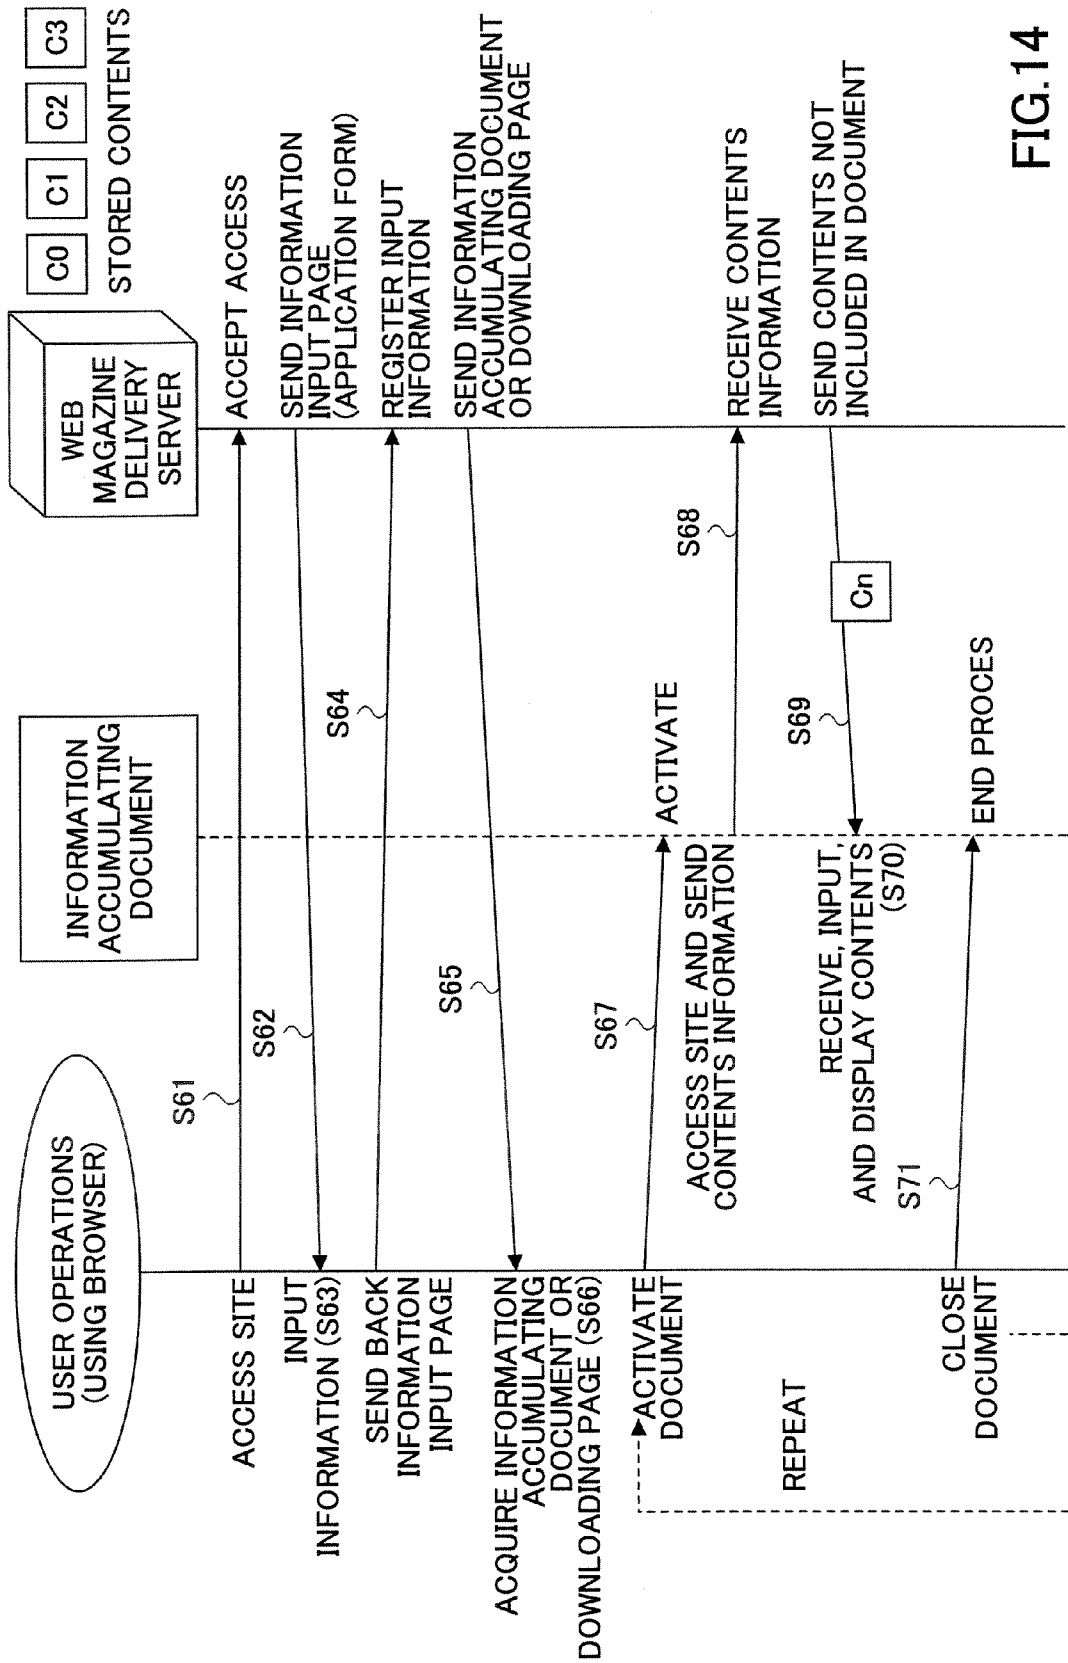 USER OPERATIONS
(USING BROWSER)
INFORMATION
ACCUMULATING
DOCUMENT
WEB
MAGAZINE
DELIVERY
SERVER
C0
C1
C2
C3
STORED CONTENTS
ACCESS SITE
S61
ACCEPT ACCESS
INPUT
INFORMATION (S63)
S62
SEND INFORMATION
INPUT PAGE
(APPLICATION FORM)
SEND BACK
INFORMATION
INPUT PAGE
S64
REGISTER INPUT
INFORMATION
ACQUIRE INFORMATION
ACCUMULATING
DOCUMENT OR
DOWNLOADING PAGE (S66)
S65
SEND INFORMATION
ACCUMULATING DOCUMENT
OR DOWNLOADING PAGE
ACTIVATE
DOCUMENT
S67
ACTIVATE
ACCESS SITE AND SEND
CONTENTS INFORMATION
S68
RECEIVE CONTENTS
INFORMATION
REPEAT
RECEIVE, INPUT,
AND DISPLAY CONTENTS
(S70)
S69
Cn
SEND CONTENTS NOT
INCLUDED IN DOCUMENT
CLOSE
DOCUMENT
S71
END PROCES
FIG.14